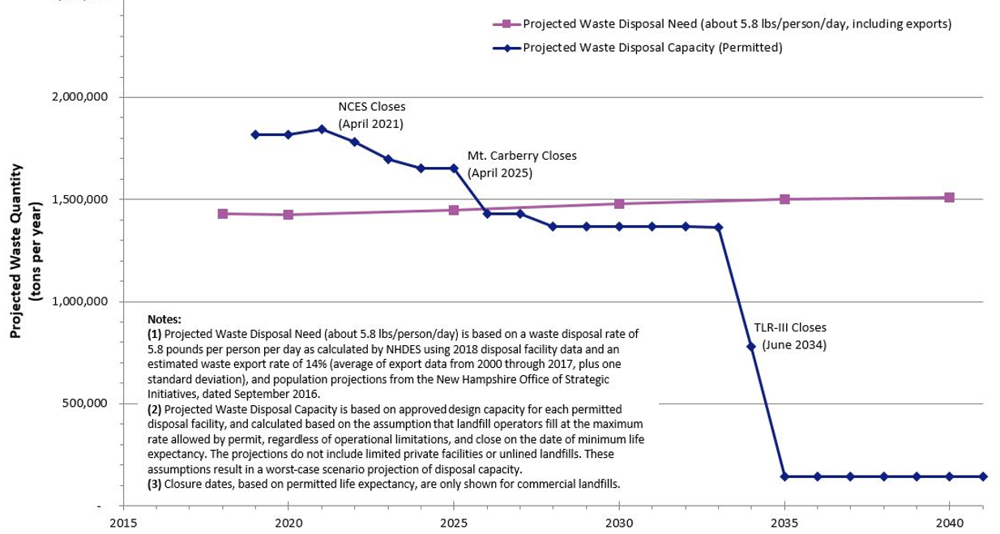 Projected Waste Disposal Need (about 5.8 lbs/person/day, including exports)
Projected Waste Disposal Capacity (Permitted)
Projected Waste Quantity
(tons per year)
2,000,000
1,500,000
1,000,000
500,000
-
NCES Closes
(April 2021)
Mt. Carberry Closes
(April 2025)
TLR-III Closes
(June 2034)
Notes:
(1) Projected Waste Disposal Need (about 5.8 lbs/person/day) is based on a waste disposal rate of
5.8 pounds per person per day as calculated by NHDES using 2018 disposal facility data and an
estimated waste export rate of 14% (average of export data from 2000 through 2017, plus one
standard deviation), and population projections from the New Hampshire Office of Strategic
Initiatives, dated September 2016.
(2) Projected Waste Disposal Capacity is based on approved design capacity for each permitted
disposal facility, and calculated based on the assumption that landfill operators fill at the maximum
rate allowed by permit, regardless of operational limitations, and close on the date of minimum life
expectancy. The projections do not include limited private facilities or unlined landfills. These
assumptions result in a worst-case scenario projection of disposal capacity.
(3) Closure dates, based on permitted life expectancy, are only shown for commercial landfills.
2015 2020 2025 2030 2035 2040